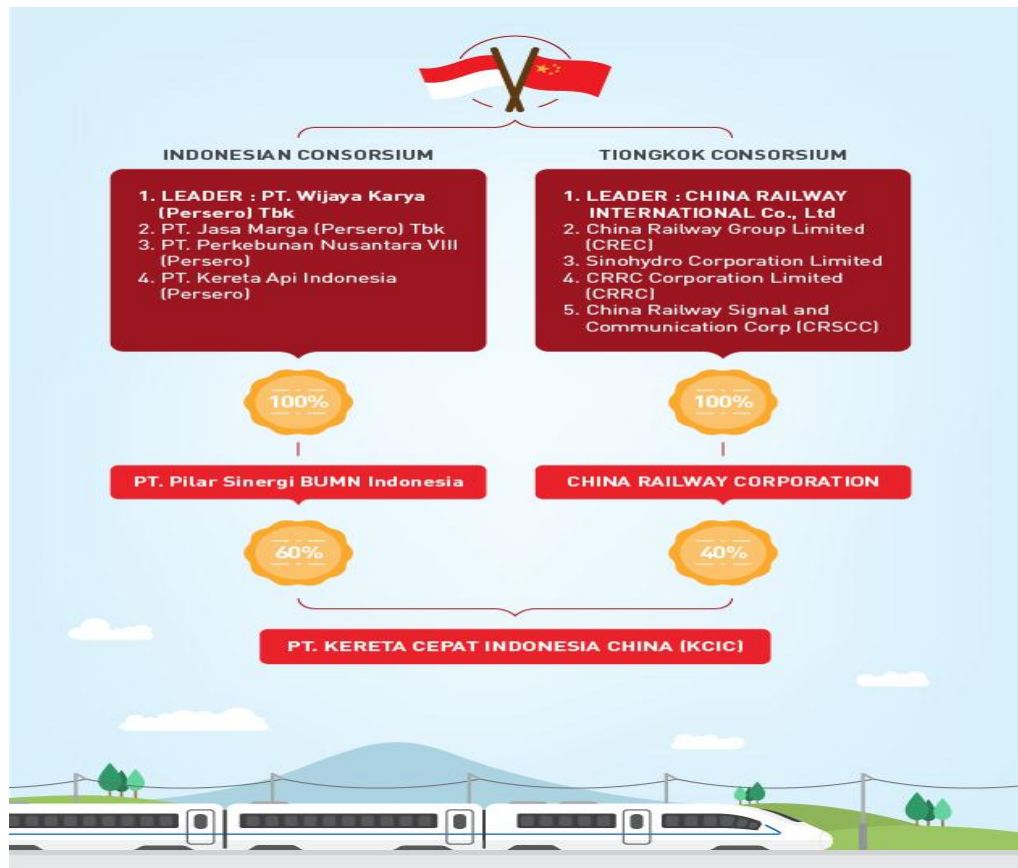 INDONESIAN CONSORSIUM
1. LEADER : PT. Wijaya Karya
(Persero) Tbk
2. PT. Jasa Marga (Persero) Tbk
3. PT. Perkebunan Nusantara VIII
(Persero)
4. PT. Kereta Api Indonesia
(Persero)
100%
PT. Pilar Sinergi BUMN Indonesia
60%
TIONGKOK CONSORSIUM
1. LEADER : CHINA RAILWAY
INTERNATIONAL Co., Ltd
2. China Railway Group Limited
(CREC)
3. Sinohydro Corporation Limited
4. CRRC Corporation Limited
(CRRC)
5. China Railway Signal and
Communication Corp (CRSCC)
100%
CHINA RAILWAY CORPORATION
40%
PT. KERETA CEPAT INDONESIA CHINA (KCIC)